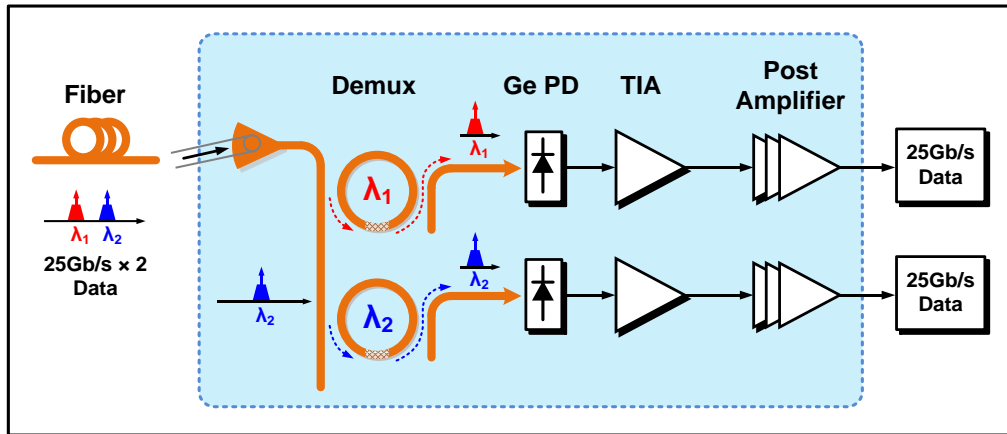 Fiber
Demux
Ge PD
TIA
Post
Amplifier
λ1
λ2
25Gb/s × 2
Data
λ1
λ1
25Gb/s
Data
λ2
λ2
λ2
25Gb/s
Data